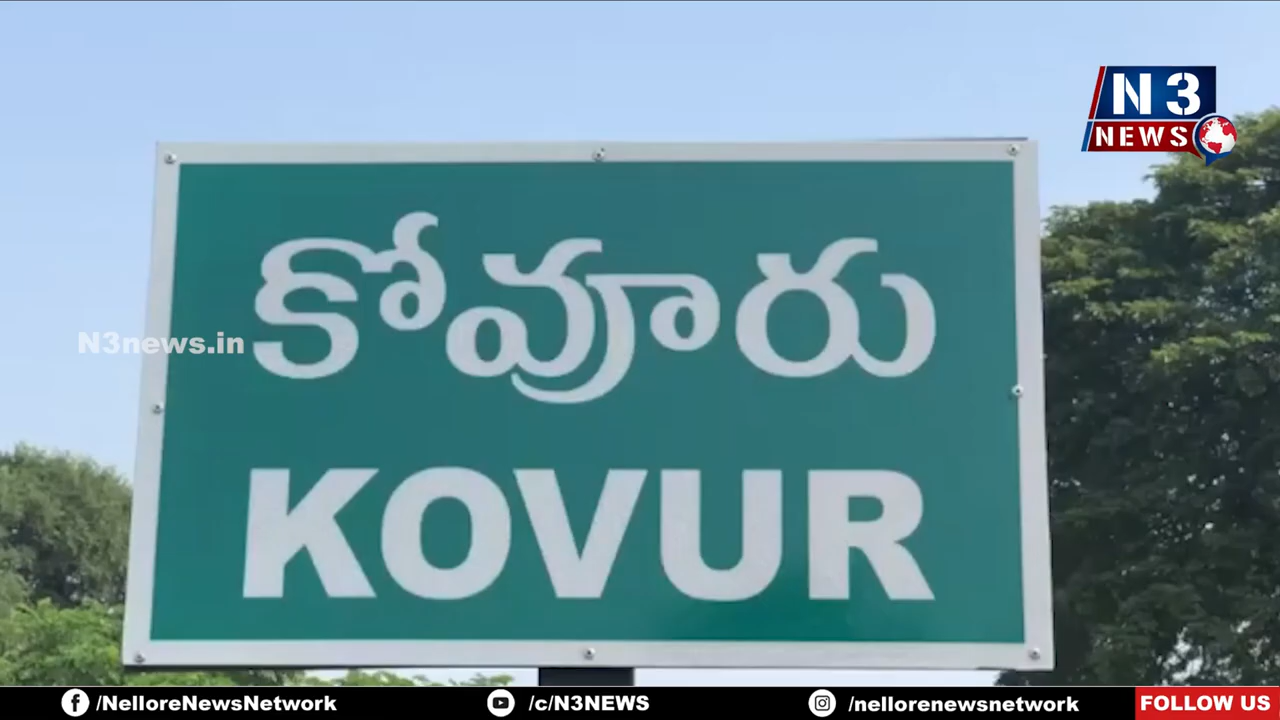 N3
NEWS
కోవూరు
N3news.in
KOVUR
/NelloreNewsNetwork
/c/N3NEWS
/nellorenewsnetwork
FOLLOW US